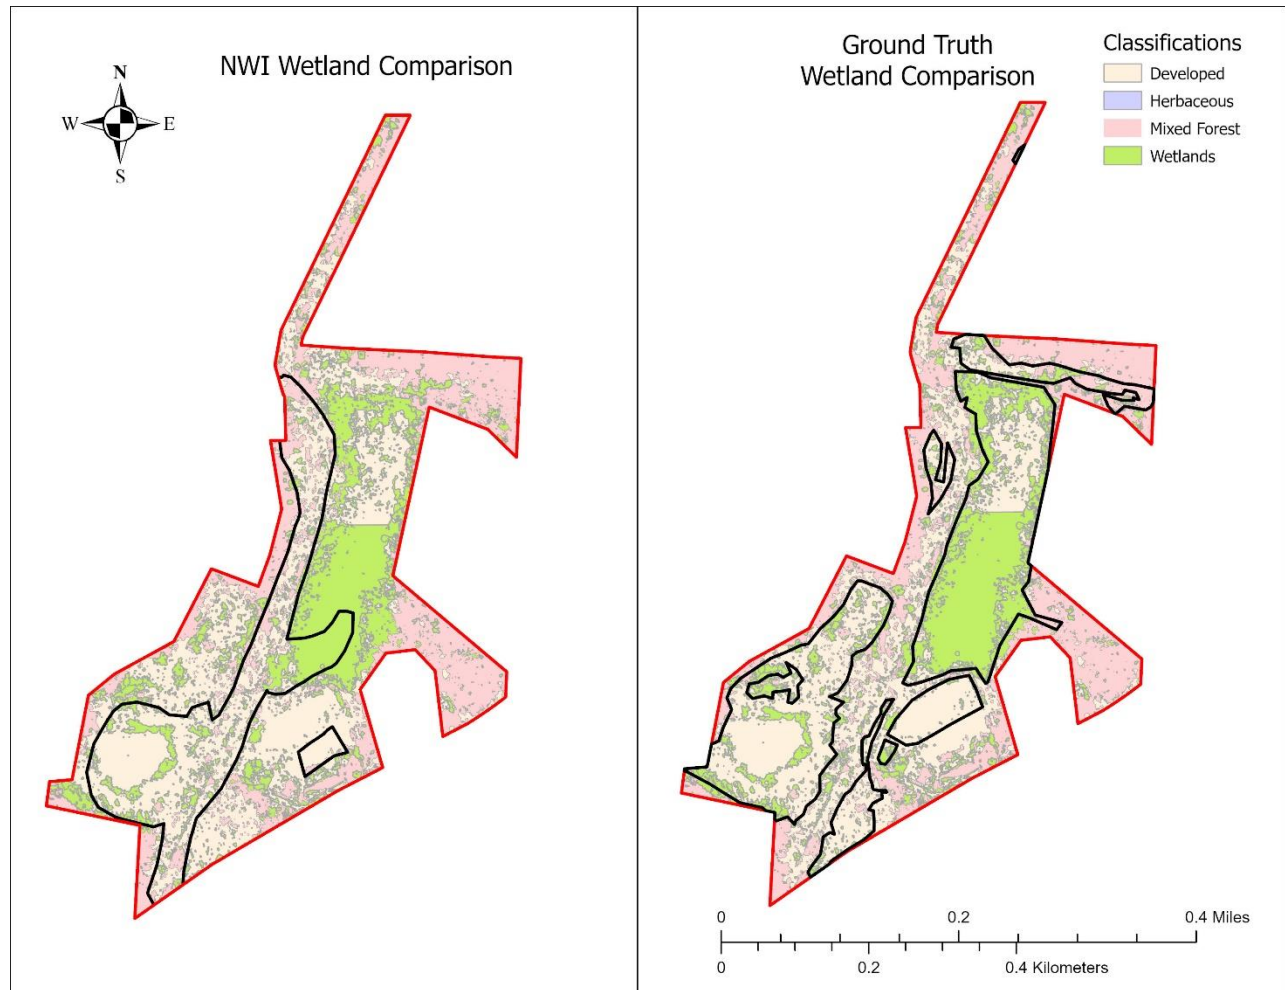 NWI Wetland Comparison
N
W
E
S
Ground Truth
Wetland Comparison
Classifications
Developed
Herbaceous
Mixed Forest
Wetlands
0
0.2
0.4 Miles
0
0.2
0.4 Kilometers